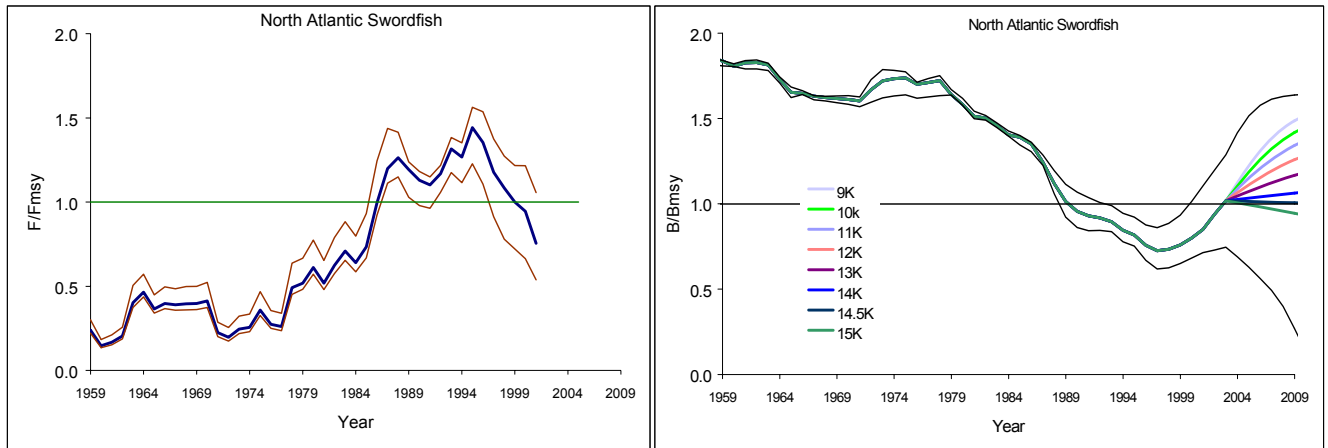 North Atlantic Swordfish
F/Fmsy
2.0
1.5
1.0
0.5
0.0
1959 1964 1969 1974 1979 1984 1989 1994 1999 2004 2009
Year
North Atlantic Swordfish
B/Bmsy
2.0
1.5
1.0
0.5
0.0
9K
10k
11K
12K
13K
14K
14.5K
15K
1959 1964 1969 1974 1979 1984 1989 1994 1999 2004 2009
Year